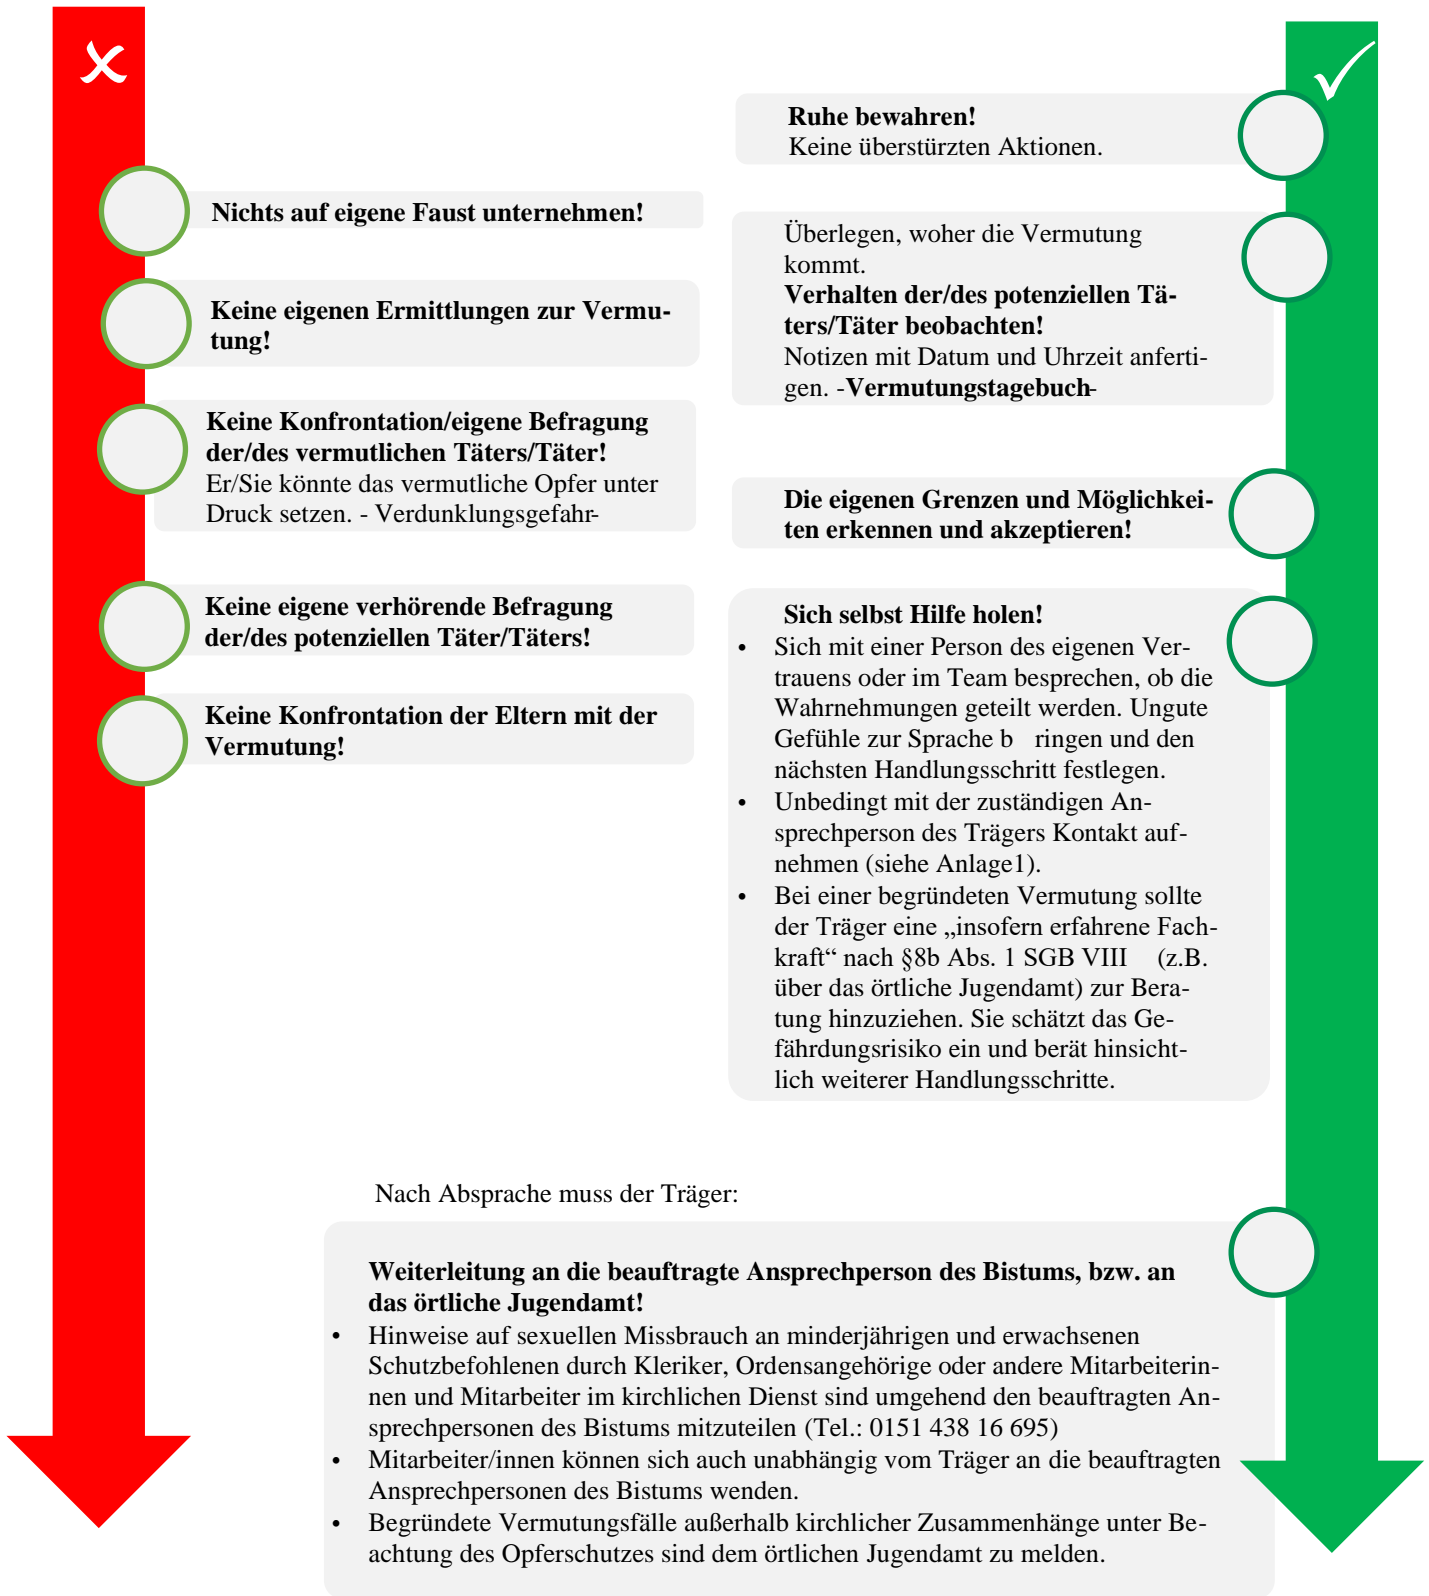 Ruhe bewahren!
Keine überstürzten Aktionen.
Nichts auf eigene Faust unternehmen!
Keine eigenen Ermittlungen zur Vermu-
tung!
Keine Konfrontation/eigene Befragung
der/des vermutlichen Täters/Täter!
Er/Sie könnte das vermutliche Opfer unter
Druck setzen. - Verdunklungsgefahr-
Keine eigene verhörende Befragung
der/des potenziellen Täter/Täters!
Keine Konfrontation der Eltern mit der
Vermutung!
Überlegen, woher die Vermutung
kommt.
Verhalten der/des potenziellen Tä-
ters/Täter beobachten!
Notizen mit Datum und Uhrzeit anferti-
gen. -Vermutungstagebuch-
Die eigenen Grenzen und Möglichkei-
ten erkennen und akzeptieren!
Sich selbst Hilfe holen!
• Sich mit einer Person des eigenen Ver-
trauens oder im Team besprechen, ob die
Wahrnehmungen geteilt werden. Ungute
Gefühle zur Sprache b ringen und den
nächsten Handlungsschritt festlegen.
• Unbedingt mit der zuständigen An-
sprechperson des Trägers Kontakt auf-
nehmen (siehe Anlage1).
• Bei einer begründeten Vermutung sollte
der Träger eine „insofern erfahrene Fach-
kraft“ nach §8b Abs. 1 SGB VIII (z.B.
über das örtliche Jugendamt) zur Bera-
tung hinzuziehen. Sie schätzt das Ge-
fährdungsrisiko ein und berät hinsicht-
lich weiterer Handlungsschritte.
Nach Absprache muss der Träger:
Weiterleitung an die beauftragte Ansprechperson des Bistums, bzw. an
das örtliche Jugendamt!
• Hinweise auf sexuellen Missbrauch an minderjährigen und erwachsenen
Schutzbefohlenen durch Kleriker, Ordensangehörige oder andere Mitarbeiterin-
nen und Mitarbeiter im kirchlichen Dienst sind umgehend den beauftragten An-
sprechpersonen des Bistums mitzuteilen (Tel.: 0151 438 16 695)
• Mitarbeiter/innen können sich auch unabhängig vom Träger an die beauftragten
Ansprechpersonen des Bistums wenden.
• Begründete Vermutungsfälle außerhalb kirchlicher Zusammenhänge unter Be-
achtung des Opferschutzes sind dem örtlichen Jugendamt zu melden.